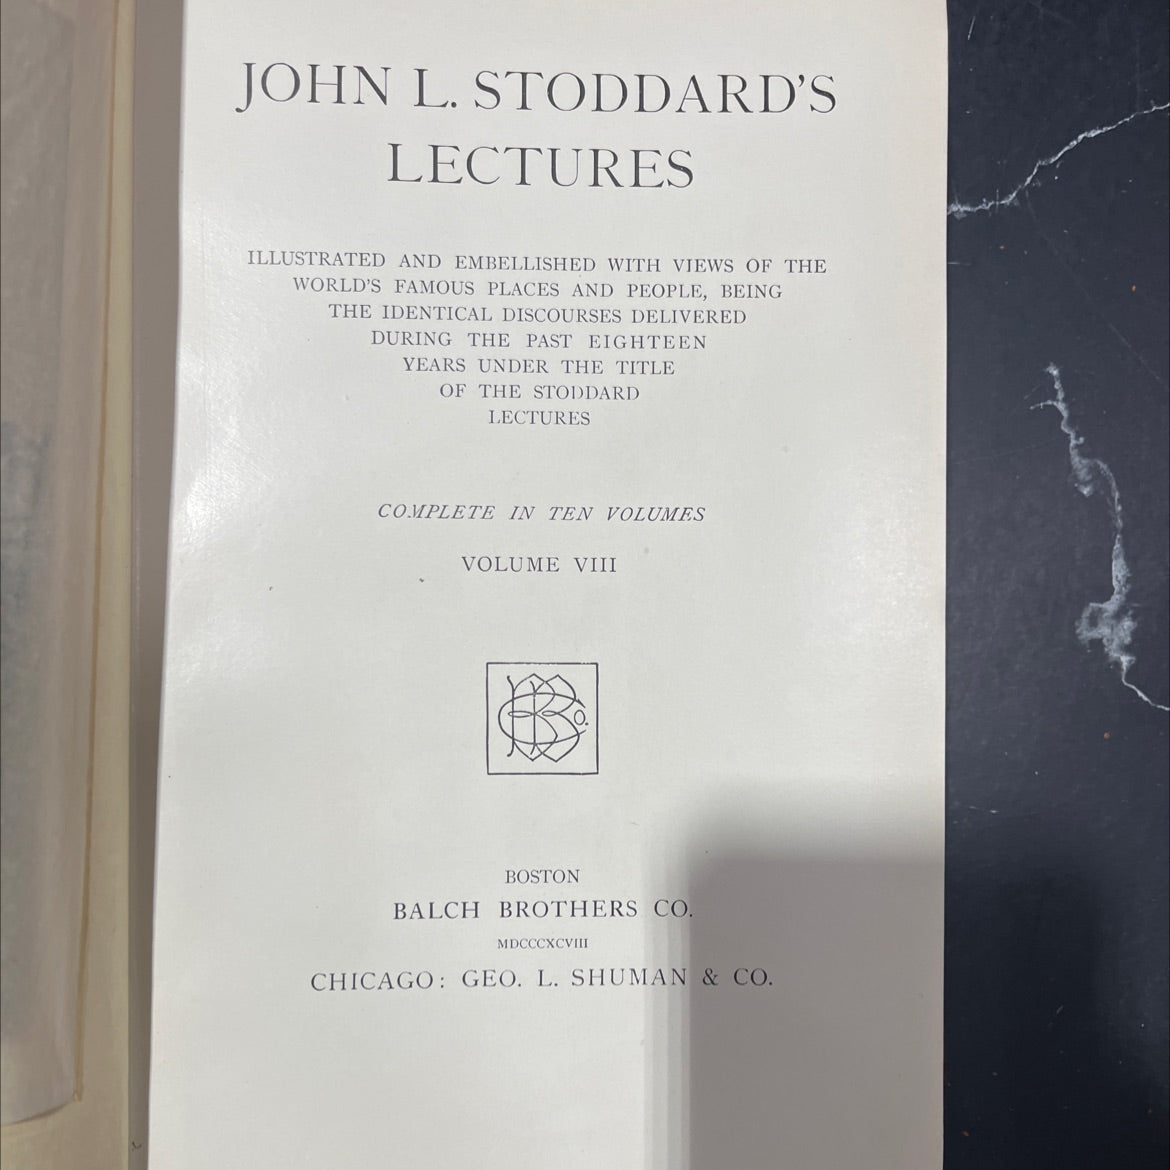 JOHN L. STODDARD'S
LECTURES
ILLUSTRATED AND EMBELLISHED WITH VIEWS OF THE
WORLD'S FAMOUS PLACES AND PEOPLE, BEING
THE IDENTICAL DISCOURSES DELIVERED
DURING THE PAST EIGHTEEN
YEARS UNDER THE TITLE
OF THE STODDARD
LECTURES
COMPLETE IN TEN VOLUMES
VOLUME VIII
BB Co.
BOSTON
BALCH BROTHERS CO.
MDCCCXCVIII
CHICAGO: GEO. L. SHUMAN & CO.